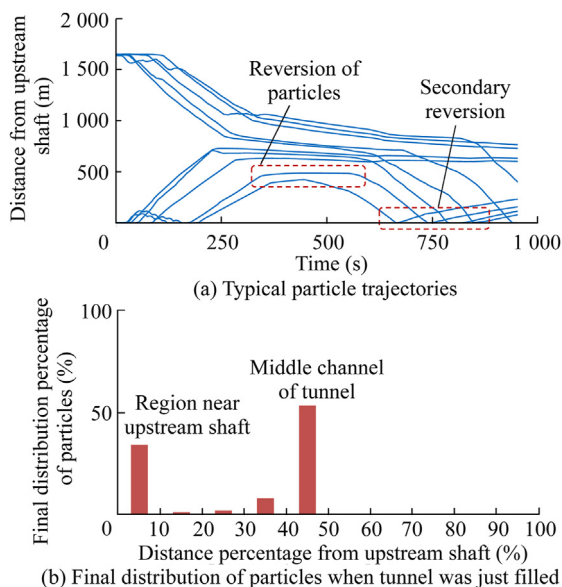 2 000
1 500
1 000
500
0
Distance from upstream
shaft (m)
Reversion of
particles
Secondary
reversion
250
500
750
1 000
Time (s)
(a) Typical particle trajectories
100
50
0
Final distribution percentage
of particles (%)
Region near
upstream shaft
Middle channel
of tunnel
10 20 30 40 50 60 70 80 90 100
Distance percentage from upstream shaft (%)
(b) Final distribution of particles when tunnel was just filled